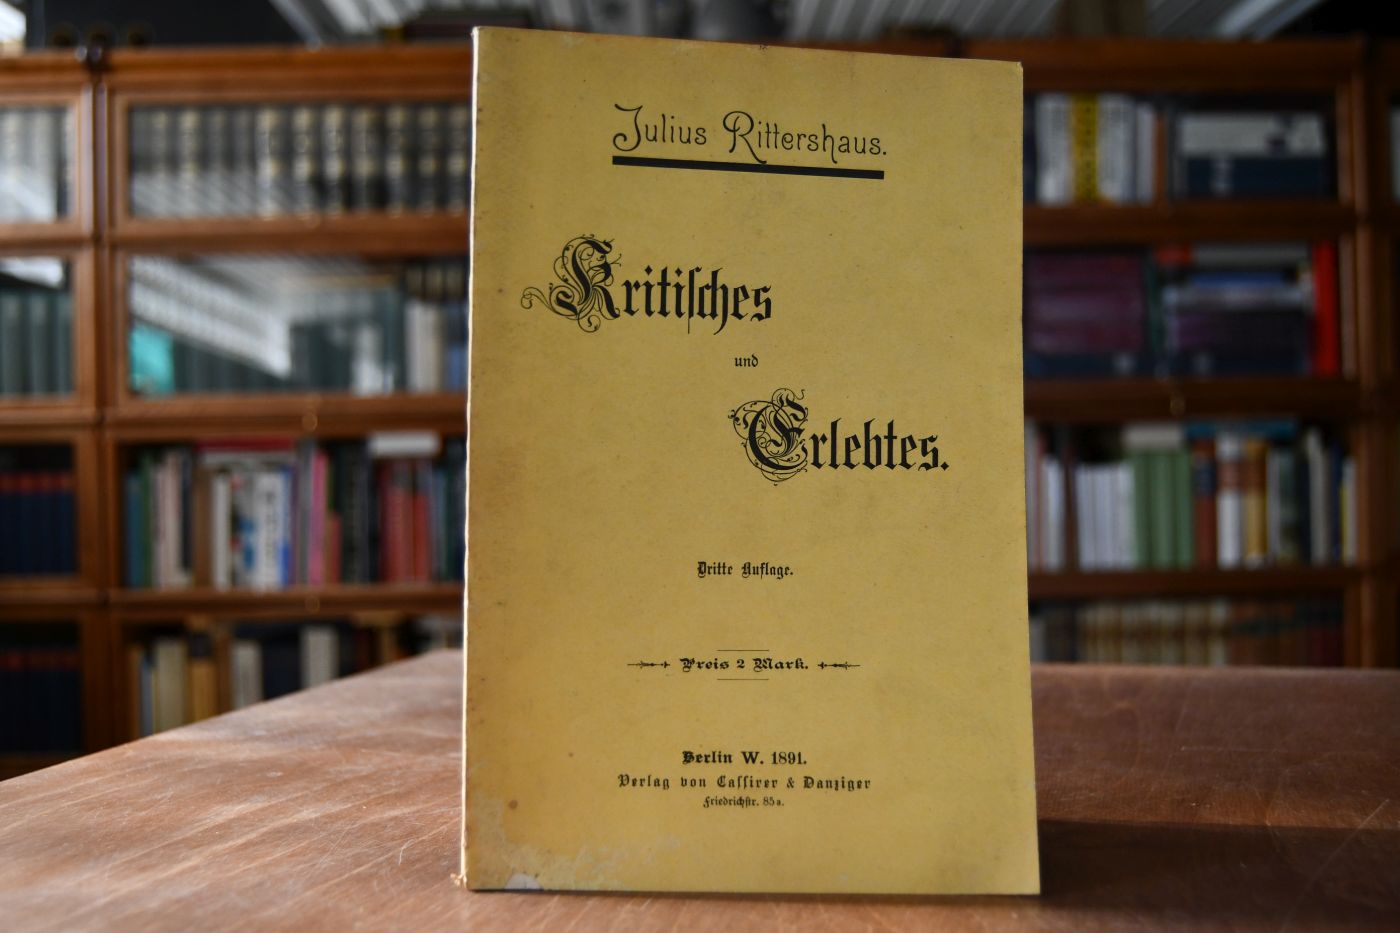 Julius Rittershaus.
Kritiſches
und
Erlebtes.
Dritte Auflage.
Preis 2 Mark.
Berlin W. 1891.
Verlag von Caſſirer & Danziger
Friedrichſtr. 85a.